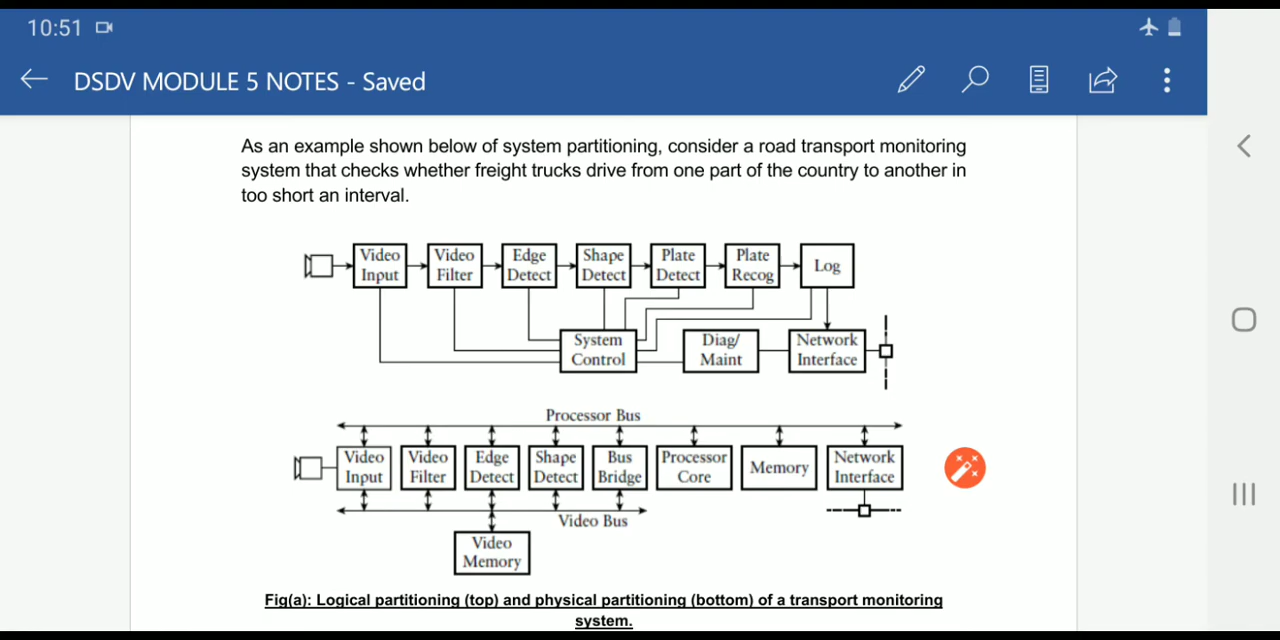 10:51
DSDV MODULE 5 NOTES - Saved
As an example shown below of system partitioning, consider a road transport monitoring
system that checks whether freight trucks drive from one part of the country to another in
too short an interval.
Video Input
Video Filter
Edge Detect
Shape Detect
Plate Detect
Plate Recog
Log
System Control
Diag/ Maint
Network Interface
Processor Bus
Video Input
Video Filter
Edge Detect
Shape Detect
Bus Bridge
Processor Core
Memory
Network Interface
Video Bus
Video Memory
Fig(a): Logical partitioning (top) and physical partitioning (bottom) of a transport monitoring
system.